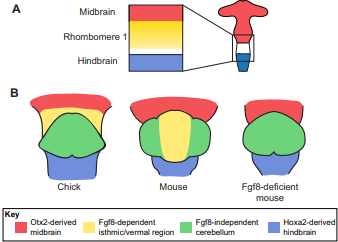 A
Midbrain
Rhombomere 1
Hindbrain
B
Chick
Mouse
Fgf8-deficient
mouse
Key
Otx2-derived
midbrain
Fgf8-dependent
isthmic/vermal region
Fgf8-independent
cerebellum
Hoxa2-derived
hindbrain